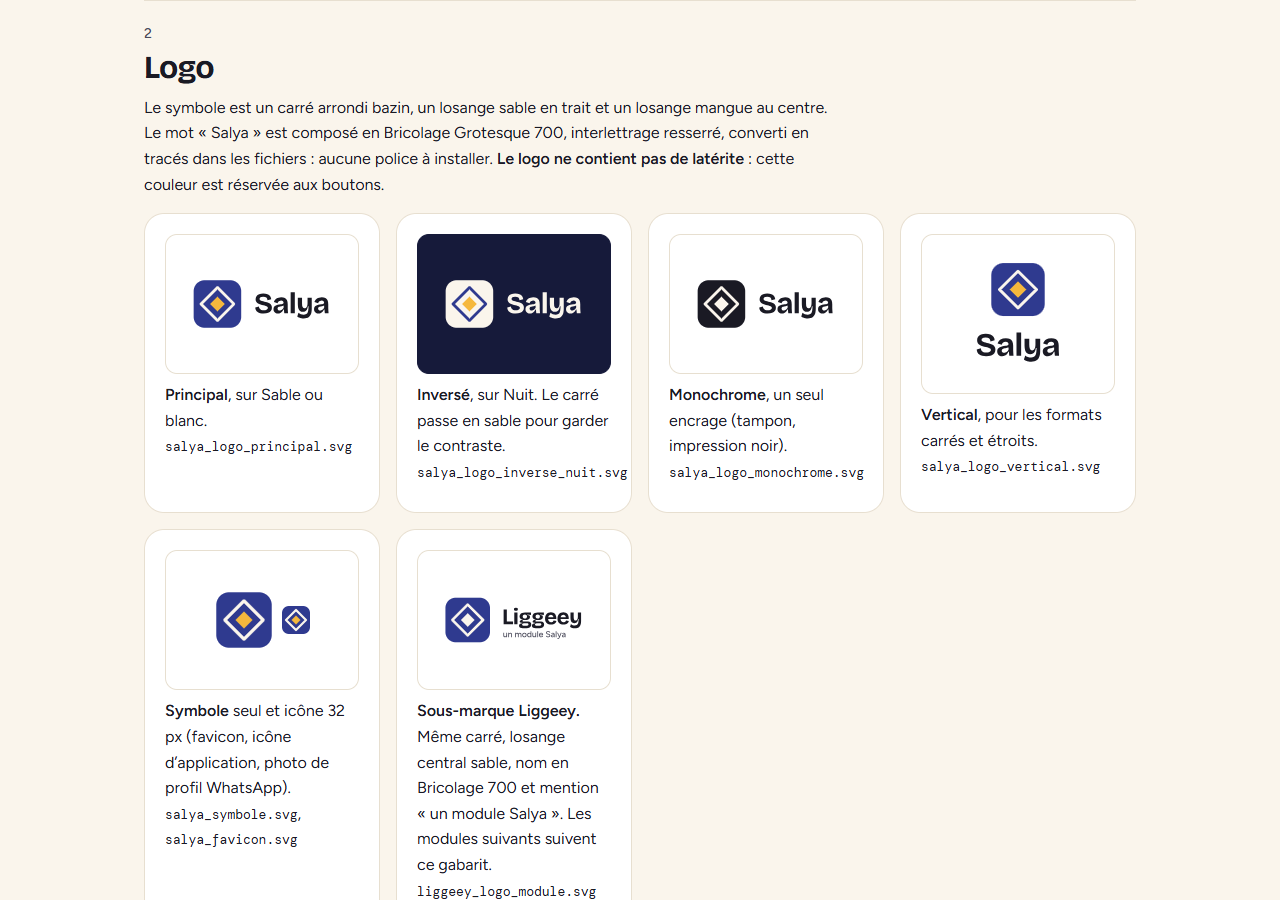 2
Logo
Le symbole est un carré arrondi bazin, un losange sable en trait et un losange mangue au centre.
Le mot « Salya » est composé en Bricolage Grotesque 700, interlettrage resserré, converti en
tracés dans les fichiers : aucune police à installer. Le logo ne contient pas de latérite : cette
couleur est réservée aux boutons.
Salya
Principal, sur Sable ou
blanc.
salya_logo_principal.svg
Salya
Inversé, sur Nuit. Le carré
passe en sable pour garder
le contraste.
salya_logo_inverse_nuit.svg
Salya
Monochrome, un seul
encrage (tampon,
impression noir).
salya_logo_monochrome.svg
Salya
Vertical, pour les formats
carrés et étroits.
salya_logo_vertical.svg
Symbole seul et icône 32
px (favicon, icône
d’application, photo de
profil WhatsApp).
salya_symbole.svg,
salya_favicon.svg
Liggeey
un module Salya
Sous-marque Liggeey.
Même carré, losange
central sable, nom en
Bricolage 700 et mention
« un module Salya ». Les
modules suivants suivent
ce gabarit.
liggeey_logo_module.svg